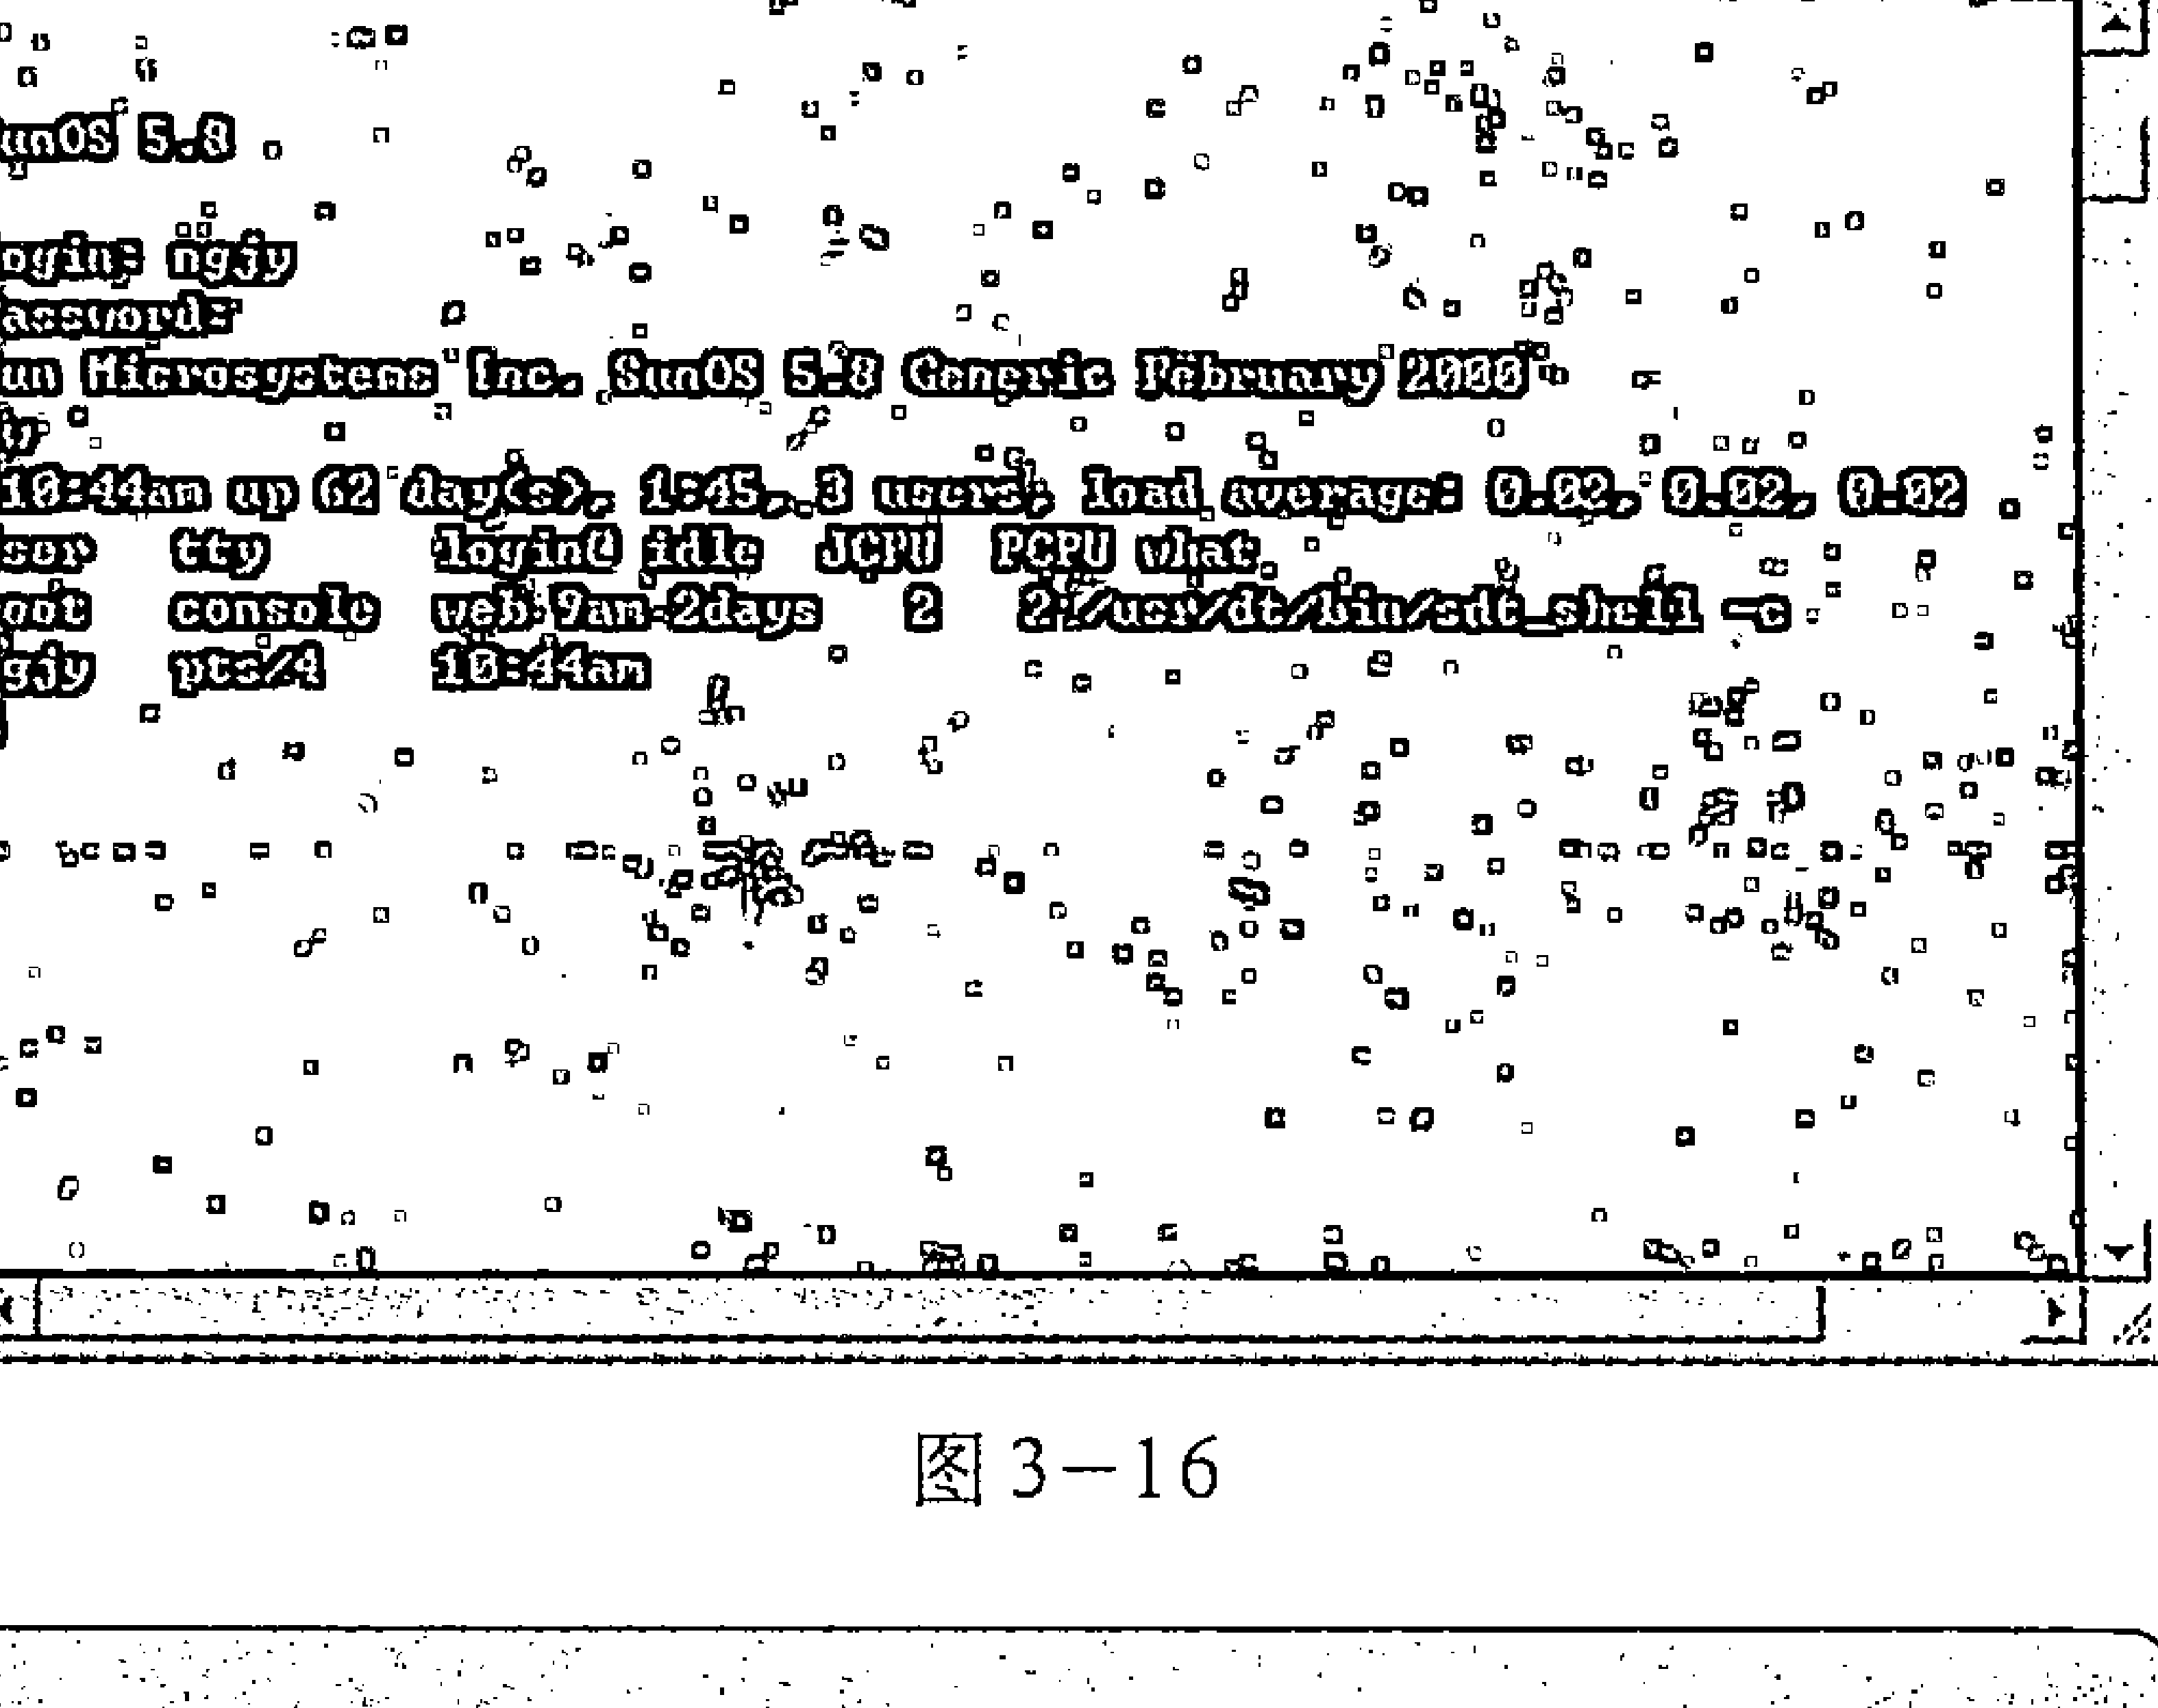 unOS 5.8
ogin: ngjy
assword:
un Microsystems Inc. SunOS 5.8 Generic February 2000
10:44am up 62 day(s), 1:45, 3 users, load average: 0.02, 0.02, 0.02
ser tty login@ idle JCPU PCPU what
oot console 9am 2days 2 2 /usr/dt/bin/sdt_shell -c
gjy pts/4 10:44am
图 3-16